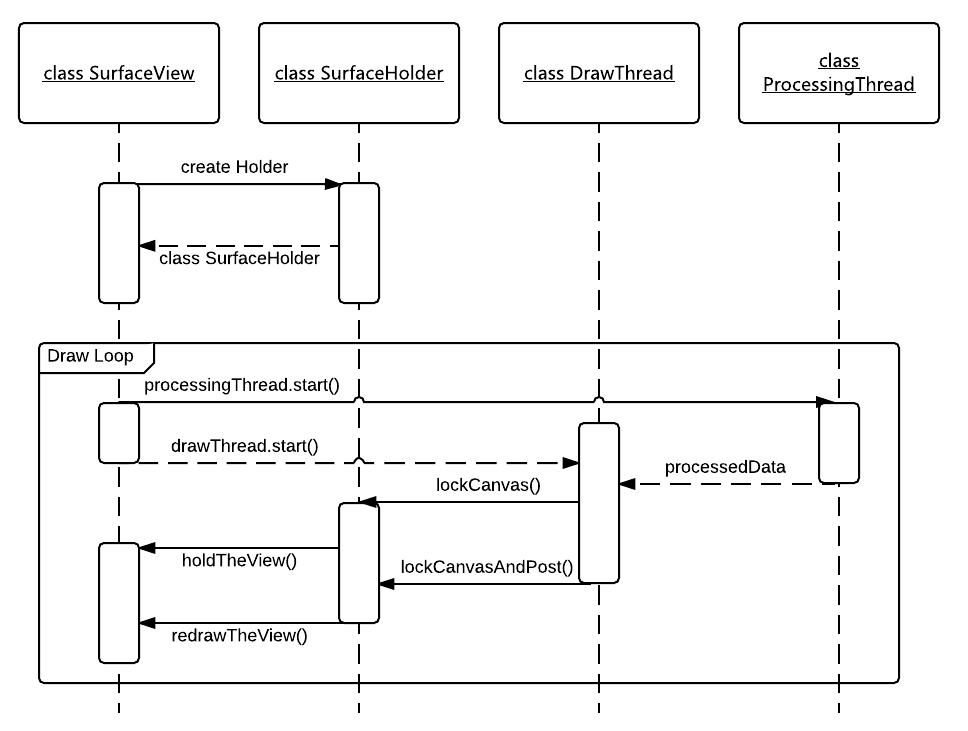 class SurfaceView
class SurfaceHolder
class DrawThread
class
ProcessingThread
create Holder
class SurfaceHolder
Draw Loop
processingThread.start()
drawThread.start()
processedData
lockCanvas()
holdTheView()
lockCanvasAndPost()
redrawTheView()